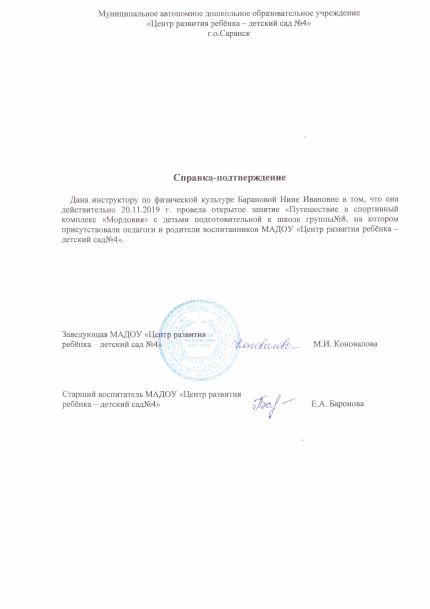 Муниципальное автономное дошкольное образовательное учреждение
«Центр развития ребёнка – детский сад №4»
г.о.Саранск
Справка-подтверждение
Дана инструктору по физической культуре Барановой Нине Ивановне в том, что она
действительно 20.11.2019 г. провела открытое занятие «Путешествие в спортивный
комплекс «Мордовия» с детьми подготовительной к школе группы№8, на котором
присутствовали педагоги и родители воспитанников МАДОУ «Центр развития ребёнка –
детский сад№4».
Заведующая МАДОУ «Центр развития
ребёнка – детский сад №4» Коновалова М.И. Коновалова
Старший воспитатель МАДОУ «Центр развития
ребёнка – детский сад№4» Е.А. Баронова